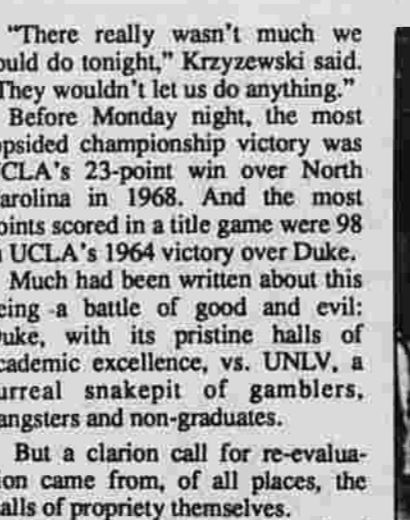 "There really wasn't much we
ould do tonight," Krzyzewski said.
They wouldn't let us do anything."
Before Monday night, the most
opsided championship victory was
CLA's 23-point win over North
arolina in 1968. And the most
oints scored in a title game were 98
n UCLA's 1964 victory over Duke.
Much had been written about this
eing a battle of good and evil:
uke, with its pristine halls of
cademic excellence, vs. UNLV, a
urreal snakepit of gamblers,
angsters and non-graduates.
But a clarion call for re-evalua-
ion came from, of all places, the
alls of propriety themselves.